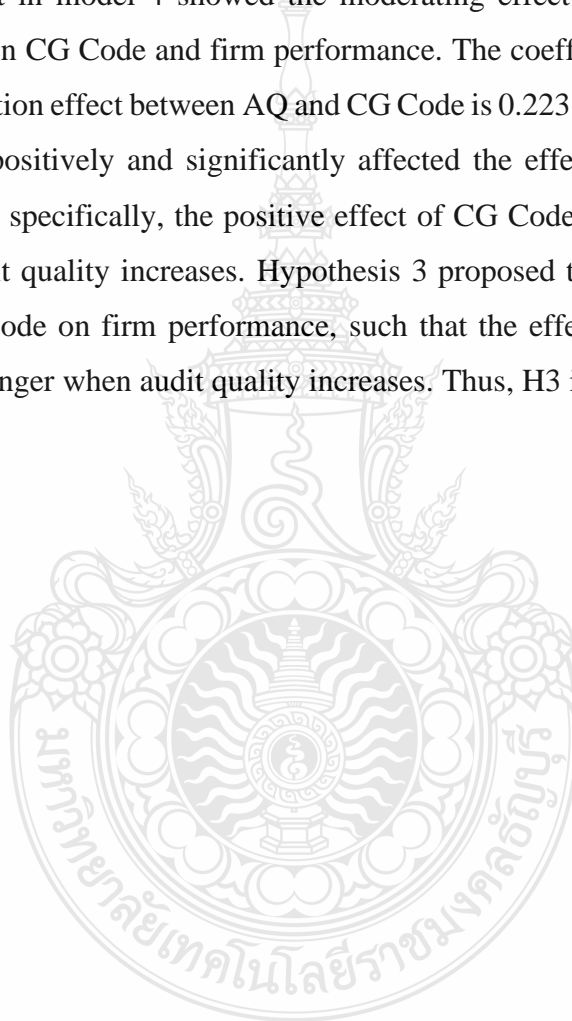 t in model 4 showed the moderating effect
n CG Code and firm performance. The coeff
tion effect between AQ and CG Code is 0.223
positively and significantly affected the effe
specifically, the positive effect of CG Code
it quality increases. Hypothesis 3 proposed t
ode on firm performance, such that the effe
nger when audit quality increases. Thus, H3 i
มหาวิทยาลัยเทคโนโลยีราชมงคลธัญบุรี